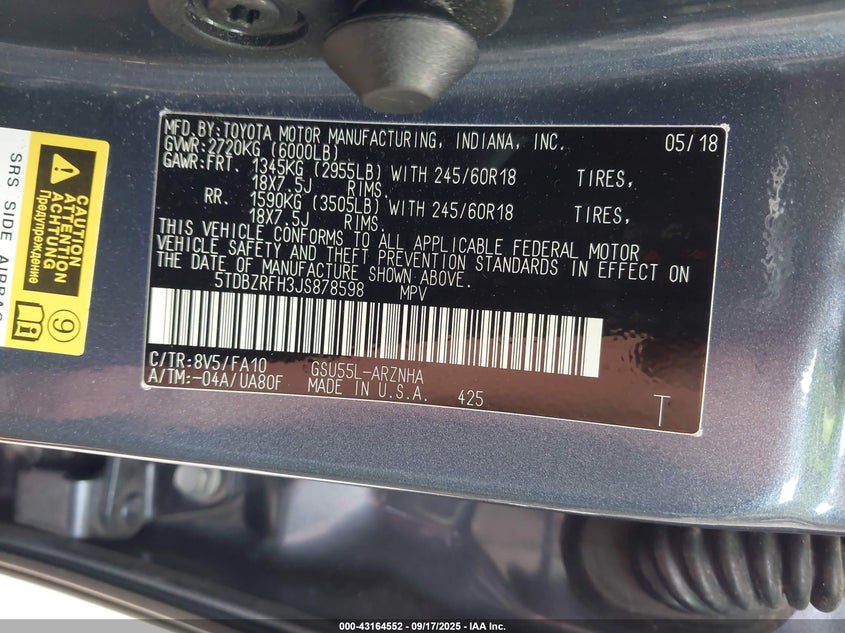 MFD.BY:TOYOTA MOTOR MANUFACTURING, INDIANA, INC. 05/18
GVWR:2720KG (6000LB)
GAWR:FRT. 1345KG (2955LB) WITH 245/60R18 TIRES,
18X7.5J RIMS.
RR. 1590KG (3505LB) WITH 245/60R18 TIRES,
18X7.5J RIMS.
THIS VEHICLE CONFORMS TO ALL APPLICABLE FEDERAL MOTOR
VEHICLE SAFETY AND THEFT PREVENTION STANDARDS IN EFFECT ON
THE DATE OF MANUFACTURE SHOWN ABOVE.
5TDBZRFH3JS878598 MPV
C/TR:8V5/FA10 GSU55L-ARZNHA
A/TM:-04A/UA80F MADE IN U.S.A. 425 T
CAUTION
ATTENTION
ACHTUNG
Предупреждение
9
SRS SIDE AIRBAG
000-43164552 - 09/17/2025 - IAA Inc.